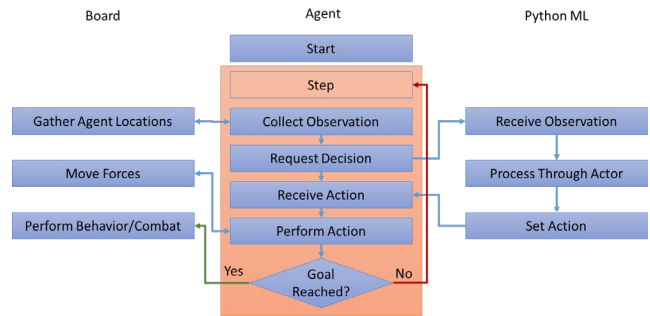 Board
Agent
Python ML
Start
Step
Gather Agent Locations
Collect Observation
Receive Observation
Request Decision
Move Forces
Process Through Actor
Receive Action
Perform Behavior/Combat
Perform Action
Set Action
Yes
Goal
Reached?
No